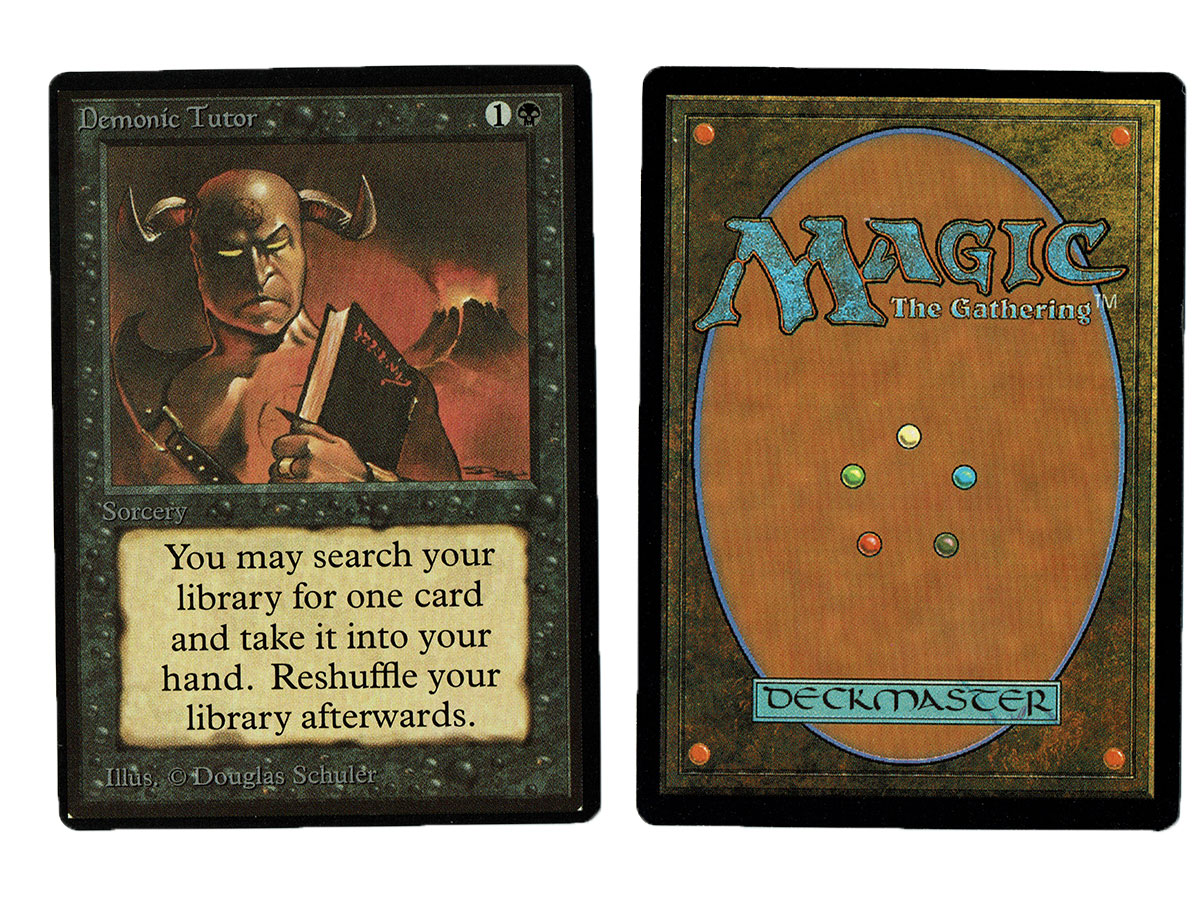 Demonic Tutor 1
Sorcery
You may search your
library for one card
and take it into your
hand. Reshuffle your
library afterwards.
Illus. © Douglas Schuler
MAGIC
The Gathering™
DECKMASTER